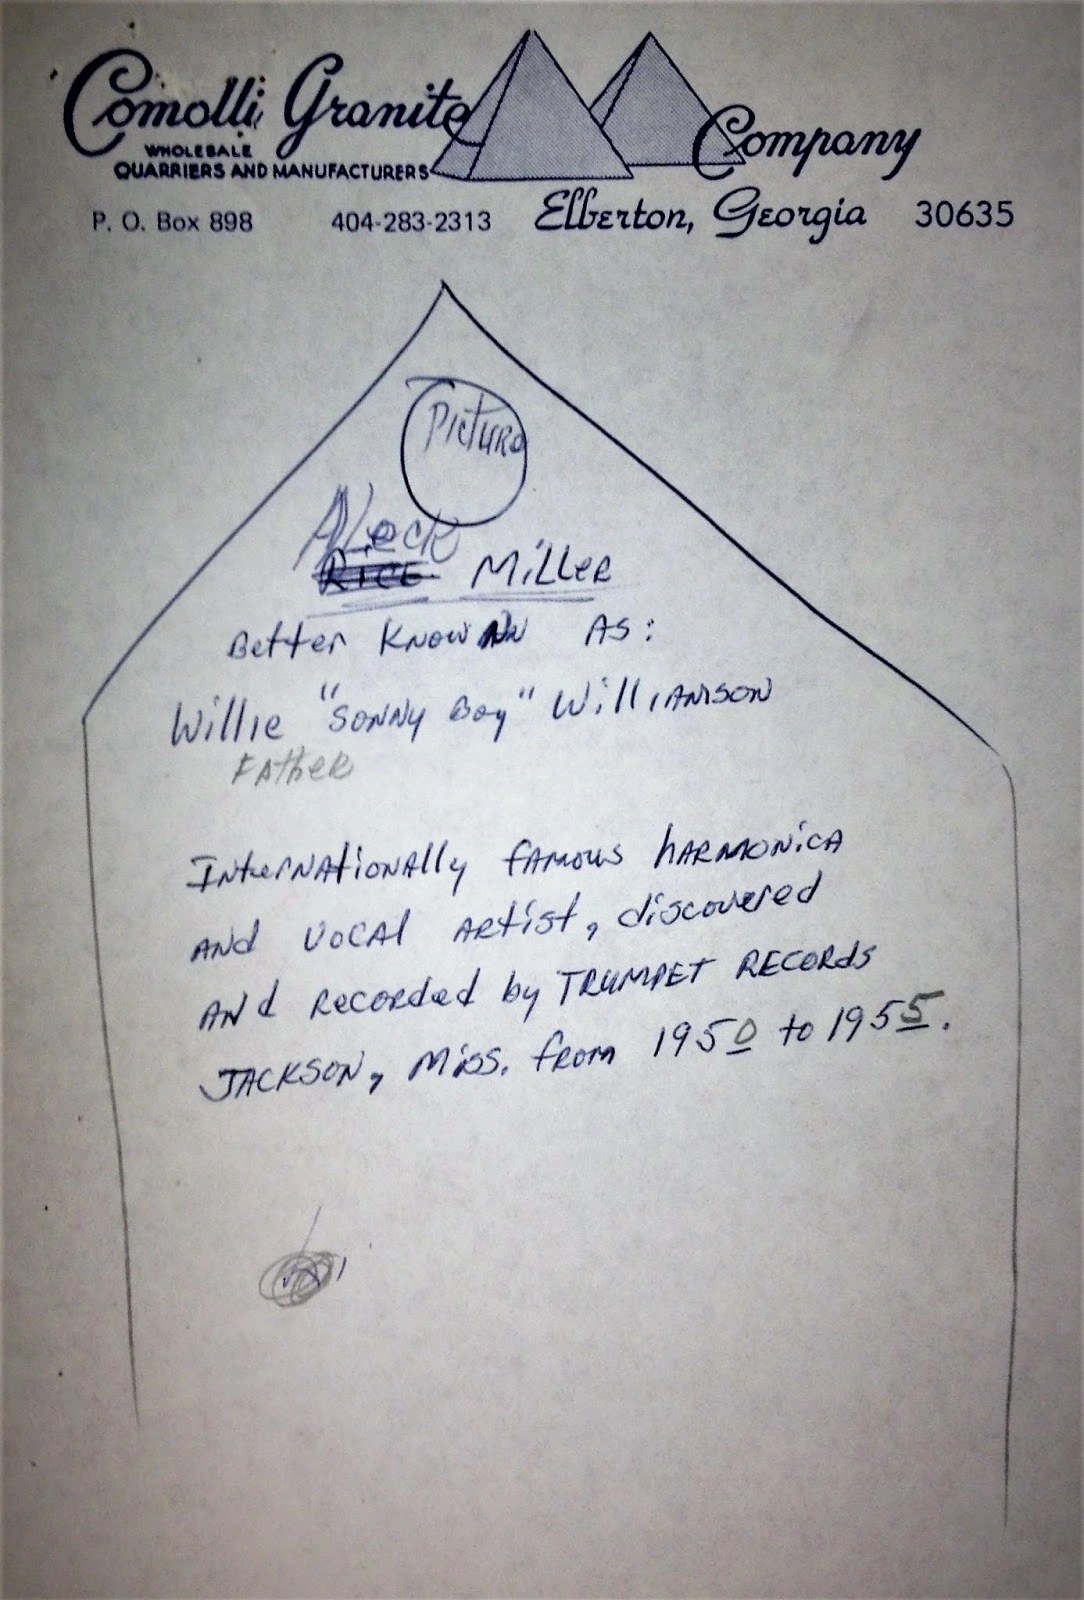 Comolli Granite Company
WHOLESALE
QUARRIERS AND MANUFACTURERS
P. O. Box 898 404-283-2313 Elberton, Georgia 30635
Picture
Aleck
RICE Miller
Better Known As:
Willie "Sonny Boy" Williamson
Father
Internationally famous harmonica
and vocal artist, discovered
and recorded by TRUMPET RECORDS
JACKSON, Miss. from 1950 to 1955.